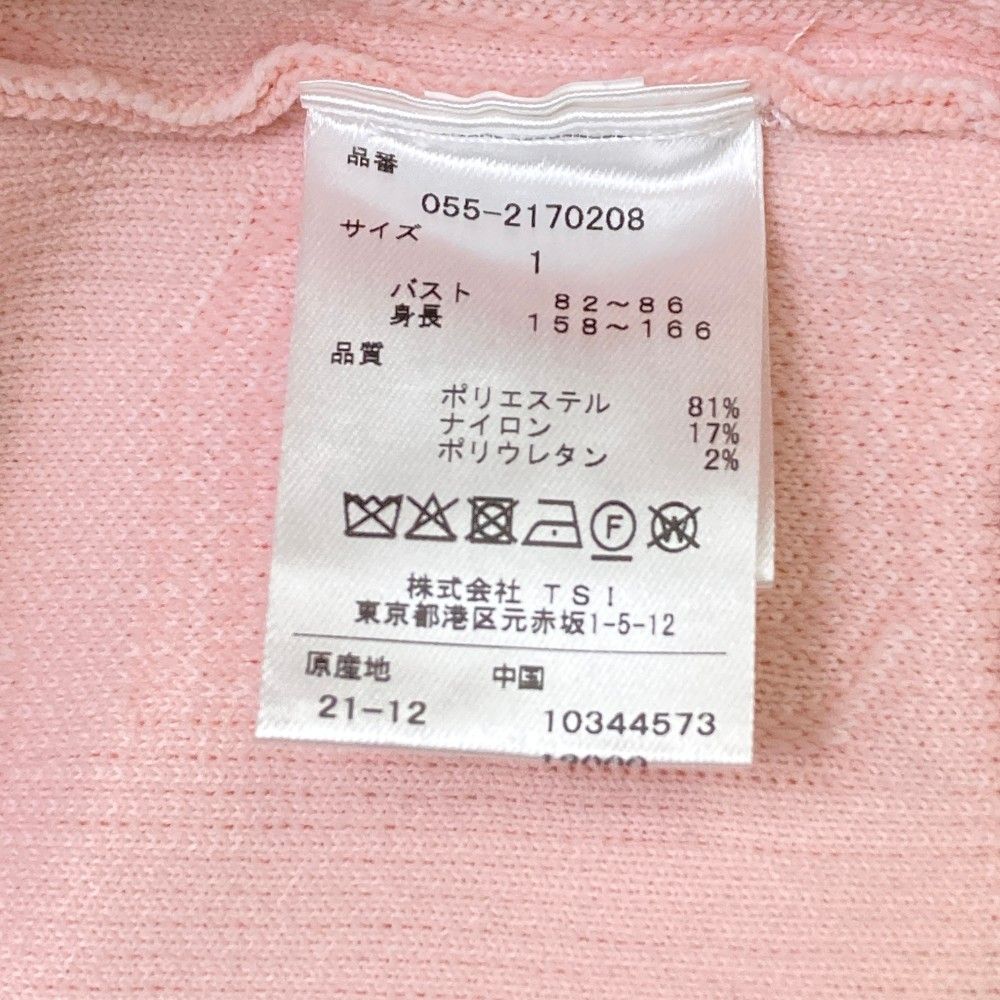 品番
055-2170208
サイズ
1
バスト 82～86
身長 158～166
品質
ポリエステル 81%
ナイロン 17%
ポリウレタン 2%
F W
株式会社 TSI
東京都港区元赤坂1-5-12
原産地 中国
21-12 10344573